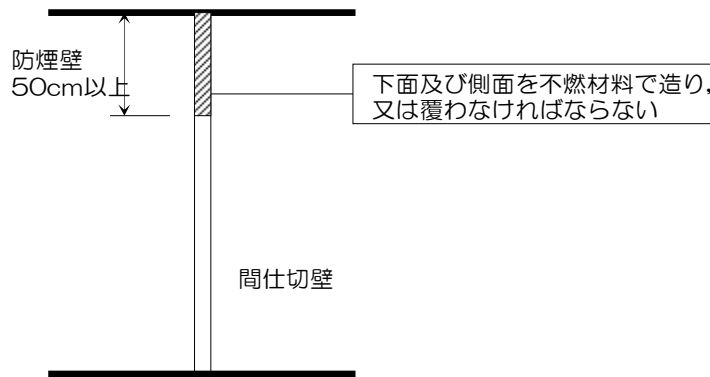 防煙壁
50cm以上
下面及び側面を不燃材料で造り,
又は覆わなければならない
間仕切壁